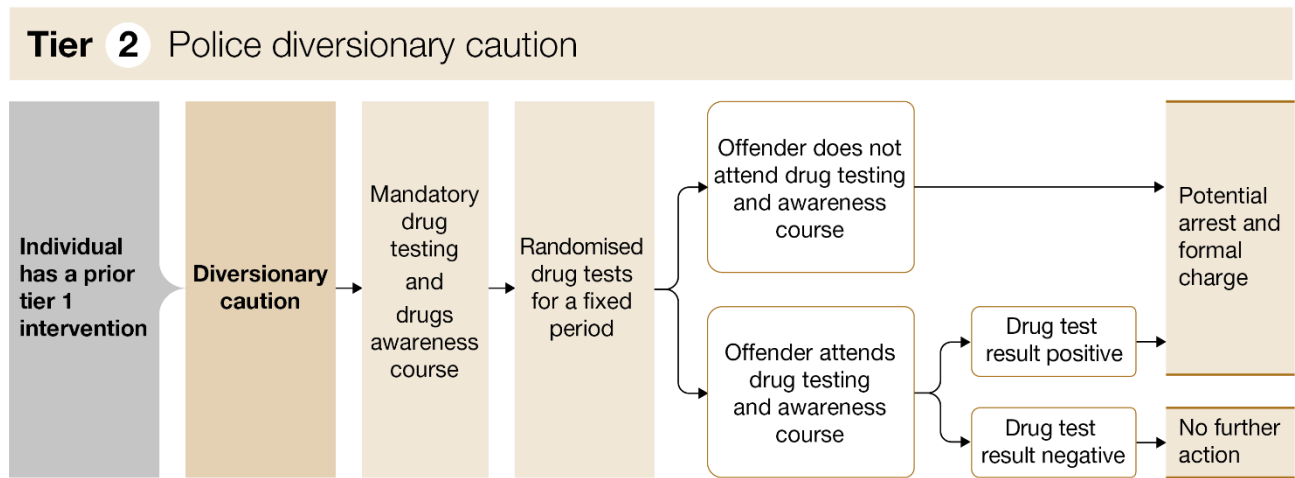 Tier 2 Police diversionary caution
Individual
has a prior
tier 1
intervention
Diversionary
caution
Mandatory
drug
testing
and
drugs
awareness
course
Randomised
drug tests
for a fixed
period
Offender does not
attend drug testing
and awareness
course
Offender attends
drug testing
and awareness
course
Drug test
result positive
Drug test
result negative
Potential
arrest and
formal
charge
No further
action